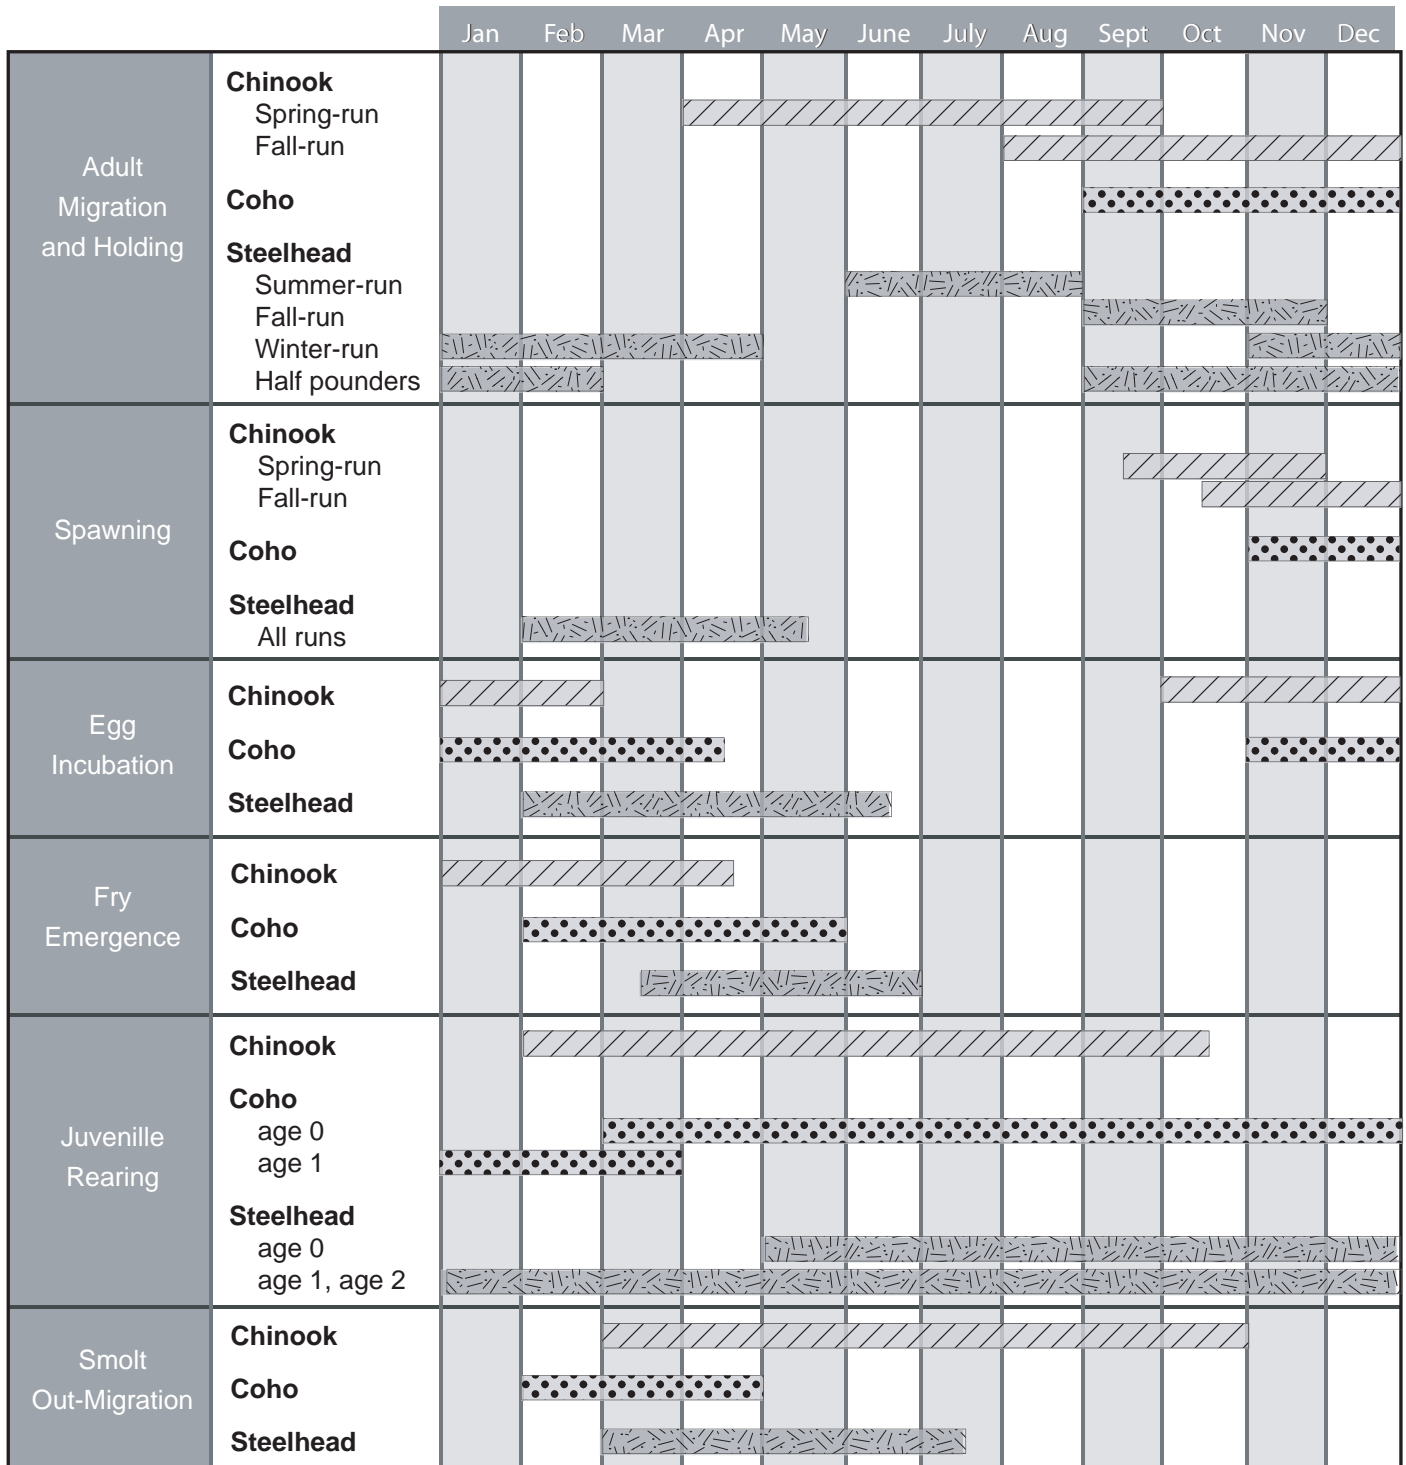 Jan Feb Mar Apr May June July Aug Sept Oct Nov Dec
Adult
Migration
and Holding
Chinook
Spring-run
Fall-run
Coho
Steelhead
Summer-run
Fall-run
Winter-run
Half pounders
Spawning
Chinook
Spring-run
Fall-run
Coho
Steelhead
All runs
Egg
Incubation
Chinook
Coho
Steelhead
Fry
Emergence
Chinook
Coho
Steelhead
Juvenille
Rearing
Chinook
Coho
age 0
age 1
Steelhead
age 0
age 1, age 2
Smolt
Out-Migration
Chinook
Coho
Steelhead